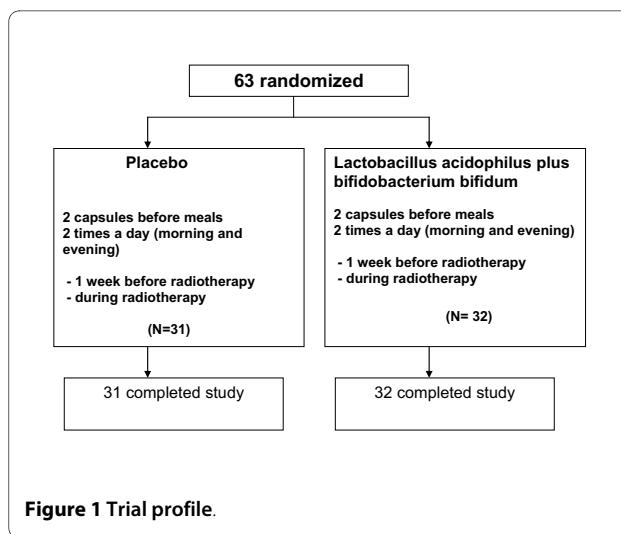 63 randomized
Placebo
2 capsules before meals
2 times a day (morning and
evening)
- 1 week before radiotherapy
- during radiotherapy
(N=31)
Lactobacillus acidophilus plus
bifidobacterium bifidum
2 capsules before meals
2 times a day (morning and evening)
- 1 week before radiotherapy
- during radiotherapy
(N= 32)
31 completed study
32 completed study
Figure 1 Trial profile.